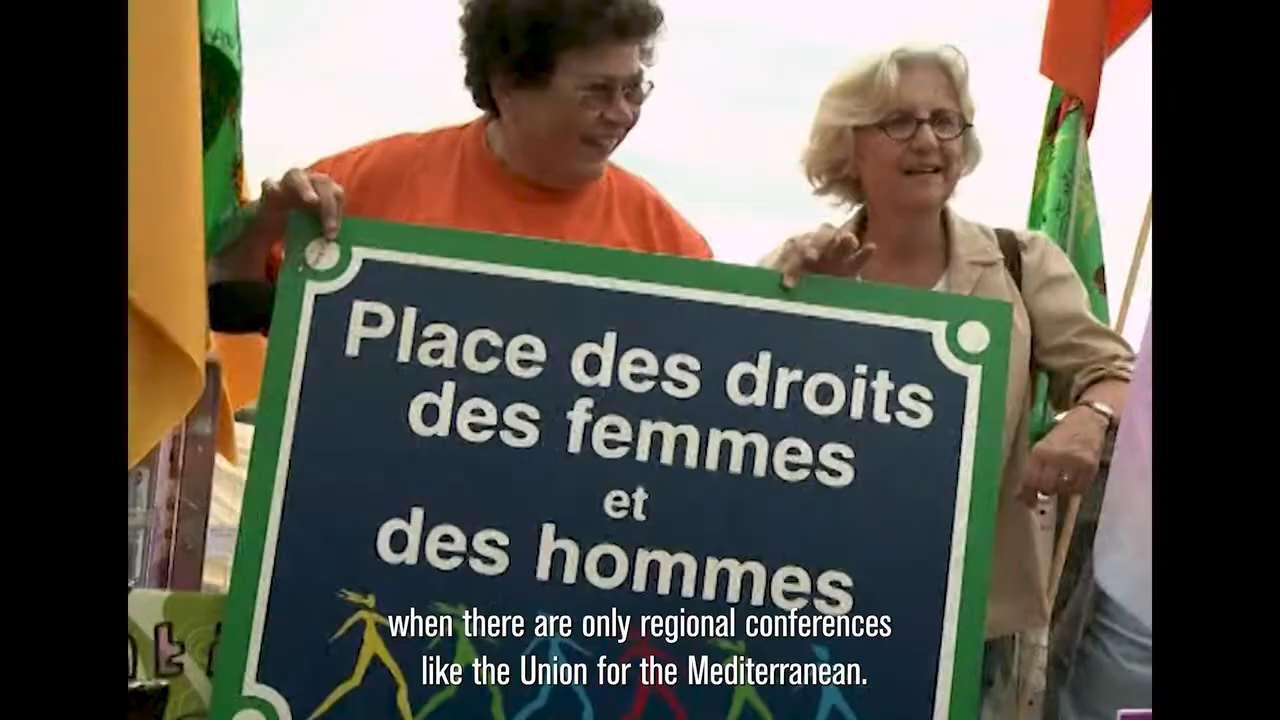 Place des droits
des femmes
et
des hommes
when there are only regional conferences
like the Union for the Mediterranean.